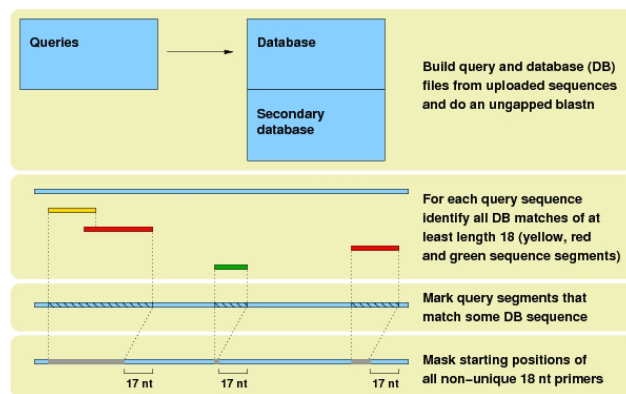 Queries
Database
Secondary
database
Build query and database (DB)
files from uploaded sequences
and do an ungapped blastn
For each query sequence
identify all DB matches of at
least length 18 (yellow, red
and green sequence segments)
Mark query segments that
match some DB sequence
Mask starting positions of
all non-unique 18 nt primers
17 nt
17 nt
17 nt